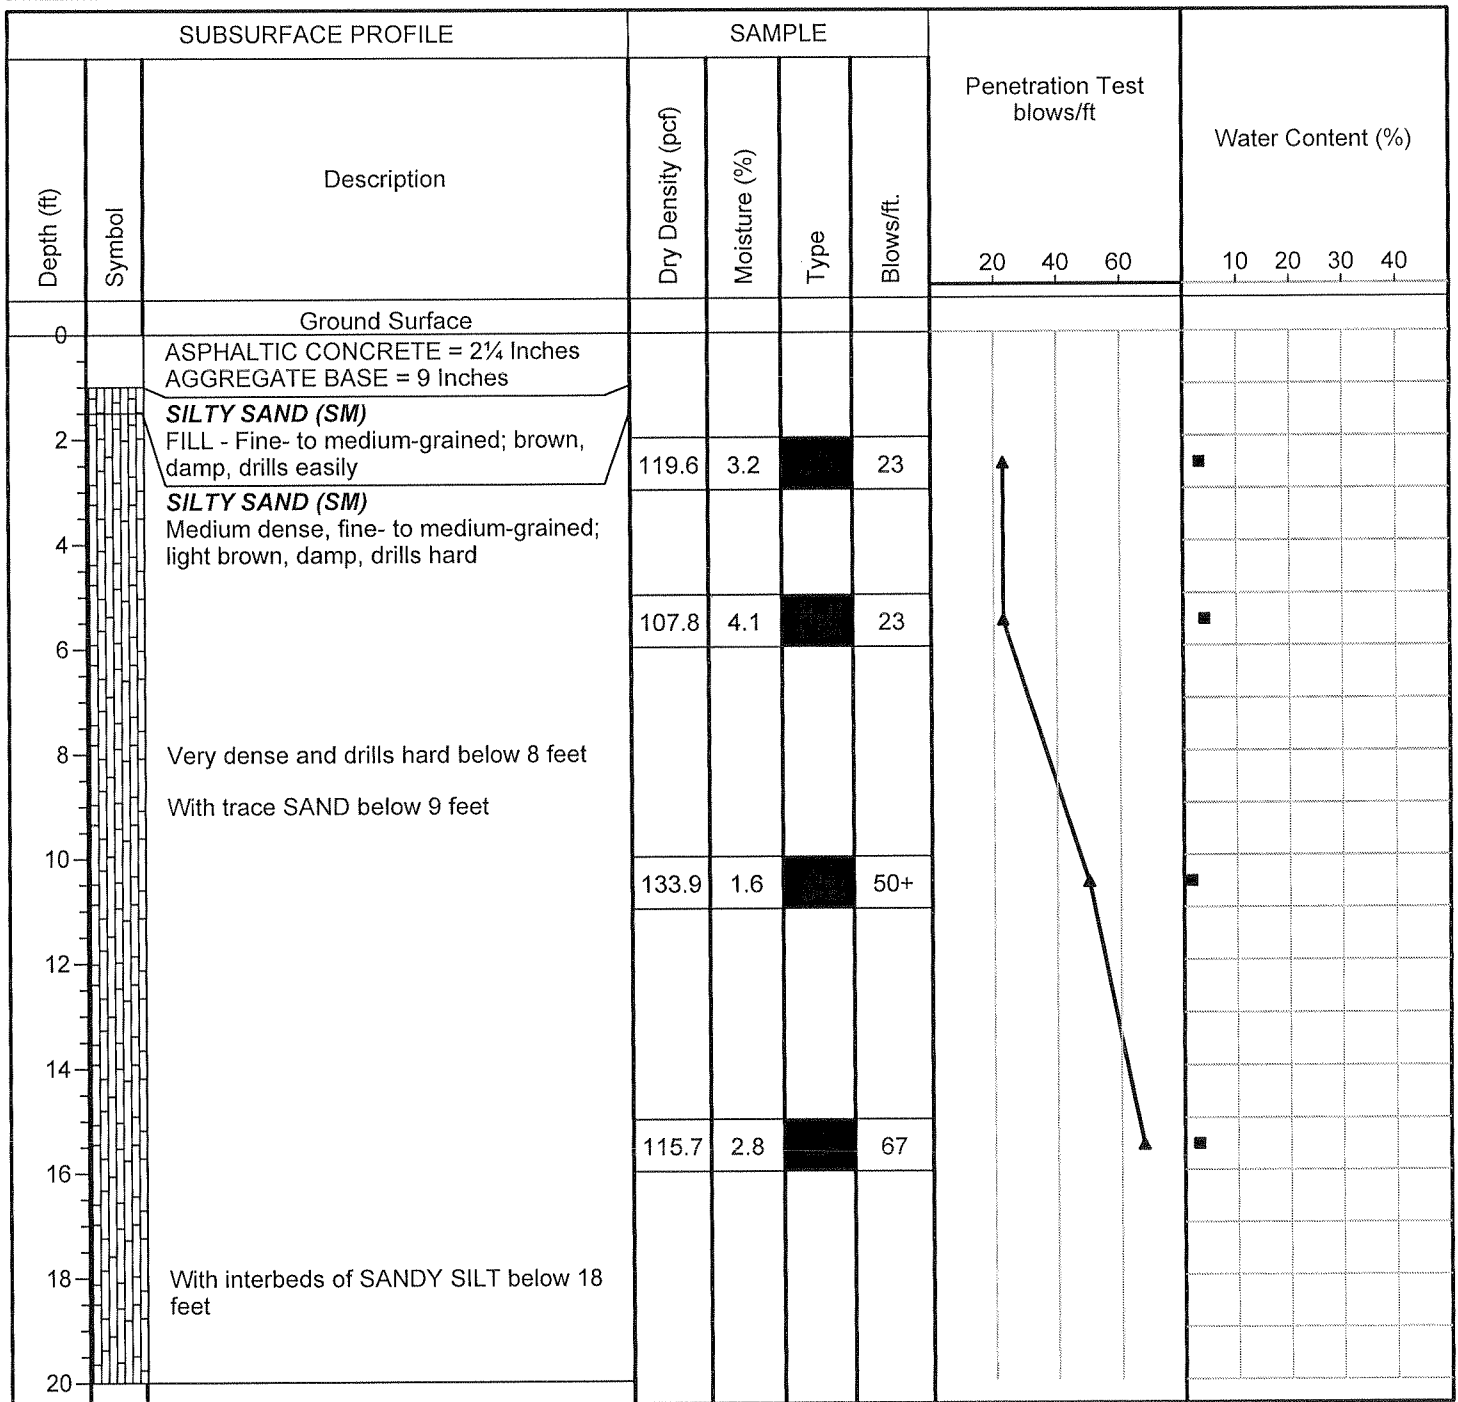 SUBSURFACE PROFILE
SAMPLE
Depth (ft)
Symbol
Description
Dry Density (pcf)
Moisture (%)
Type
Blows/ft.
Penetration Test
blows/ft
20 40 60
Water Content (%)
10 20 30 40
Ground Surface
0
ASPHALTIC CONCRETE = 2¼ Inches
AGGREGATE BASE = 9 Inches
SILTY SAND (SM)
2
FILL - Fine- to medium-grained; brown,
damp, drills easily
119.6 3.2 23
SILTY SAND (SM)
Medium dense, fine- to medium-grained;
4
light brown, damp, drills hard
107.8 4.1 23
6
8
Very dense and drills hard below 8 feet
With trace SAND below 9 feet
10
133.9 1.6 50+
12
14
115.7 2.8 67
16
18
With interbeds of SANDY SILT below 18
feet
20